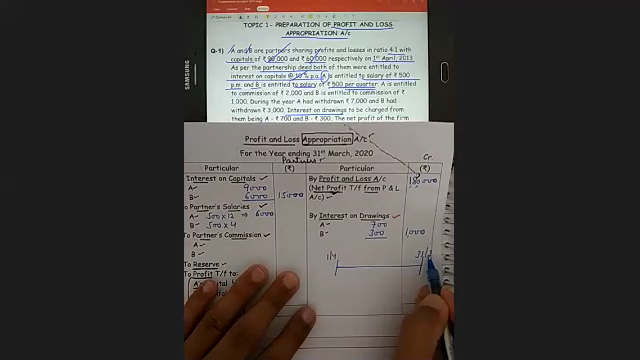 TOPIC 1- PREPARATION OF PROFIT AND LOSS
APPROPRIATION A/c
Q-1) A and B are partners sharing profits and losses in ratio 4:1 with
capitals of ₹90,000 and ₹60,000 respectively on 1st April, 2013.
As per the partnership deed both of them were entitled to
interest on capitals @ 10% p.a. A is entitled to salary of ₹500
p.m. and B is entitled to salary of ₹500 per quarter. A is entitled to
commission of ₹2,000 and B is entitled to commission of
₹1,000. During the year A had withdrawn ₹7,000 and B had
withdrawn ₹3,000. Interest on drawings to be charged from
them being A - ₹700 and B - ₹300. The net profit of the firm
Profit and Loss Appropriation A/c
For the Year ending 31st March, 2020
Partner's
Cr.
Particular (₹) Particular (₹)
To Interest on Capitals
A 9000
B 6000 15000
To Partner's Salaries
A 500 × 12 → 6000
B 500 × 4
To Partner's Commission
A
B
To Reserve
To Profit T/f to:
A's Capital
By Profit and Loss A/c 180000
(Net Profit T/f from P & L
A/c)
By Interest on Drawings
A 700
B 300 1000
1/4 31/3